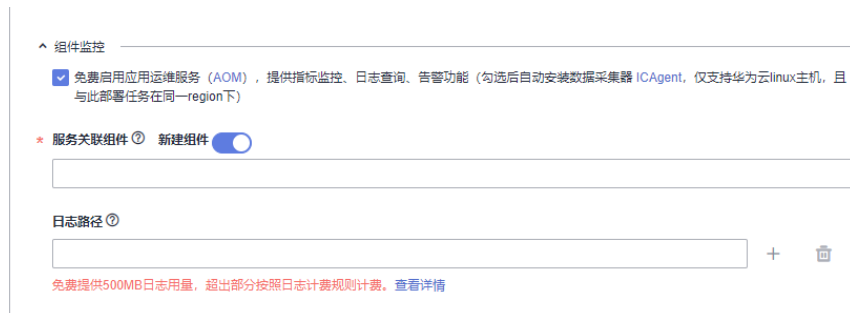 组件监控
免费启用应用运维服务（AOM），提供指标监控、日志查询、告警功能（勾选后自动安装数据采集器 ICAgent，仅支持华为云linux主机，且
与此部署任务在同一region下）
* 服务关联组件 ? 新建组件
日志路径 ?
免费提供500MB日志用量，超出部分按照日志计费规则计费。查看详情